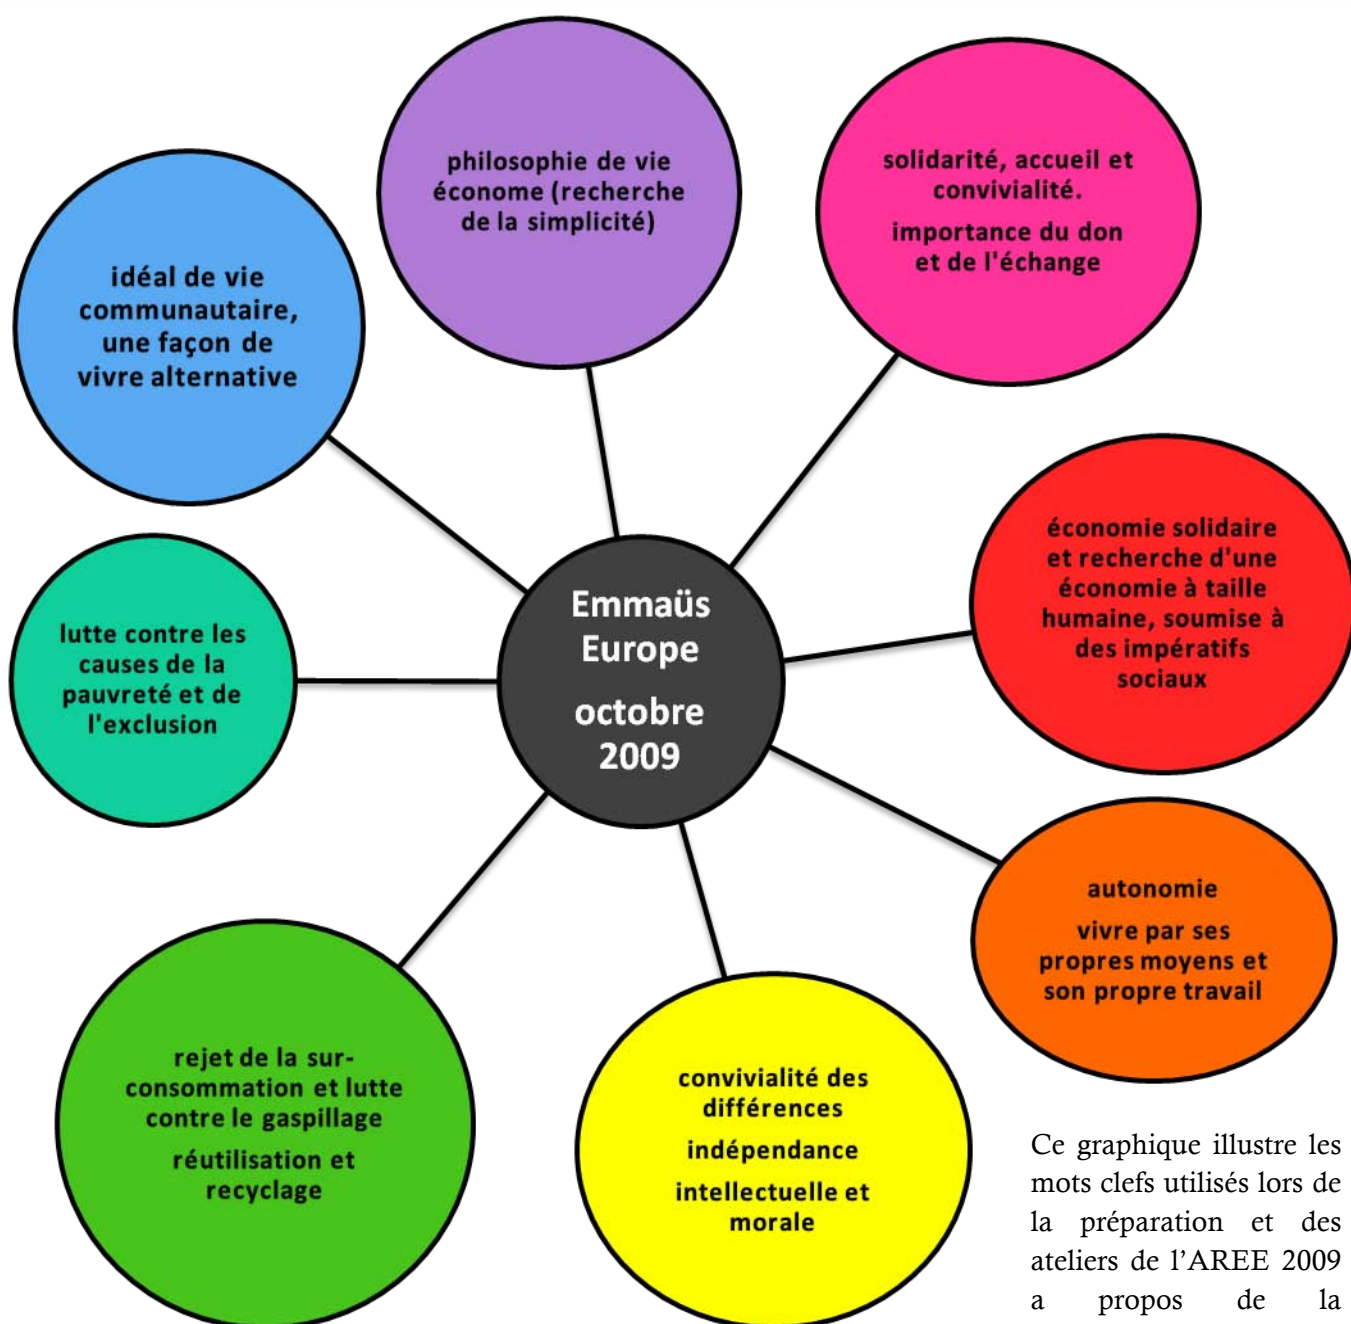 philosophie de vie
économe (recherche
de la simplicité)
solidarité, accueil et
convivialité.
importance du don
et de l'échange
idéal de vie
communautaire,
une façon de
vivre alternative
économie solidaire
et recherche d'une
économie à taille
humaine, soumise à
des impératifs
sociaux
Emmaüs
Europe
octobre
2009
lutte contre les
causes de la
pauvreté et de
l'exclusion
autonomie
vivre par ses
propres moyens et
son propre travail
rejet de la sur-
consommation et lutte
contre le gaspillage
réutilisation et
recyclage
convivialité des
différences
indépendance
intellectuelle et
morale
Ce graphique illustre les
mots clefs utilisés lors de
la préparation et des
ateliers de l’AREE 2009
a propos de la